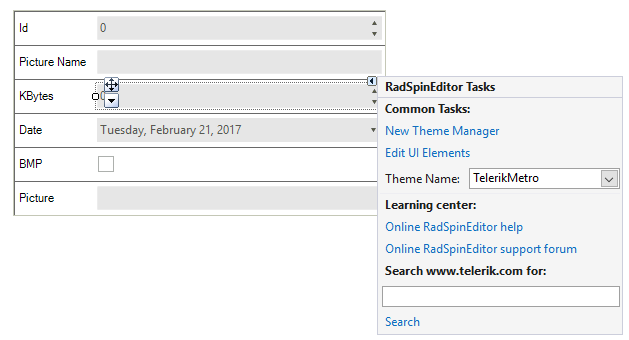 Id
0
Picture Name
KBytes
Date
Tuesday, February 21, 2017
BMP
Picture
RadSpinEditor Tasks
Common Tasks:
New Theme Manager
Edit UI Elements
Theme Name:
TelerikMetro
Learning center:
Online RadSpinEditor help
Online RadSpinEditor support forum
Search www.telerik.com for:
Search